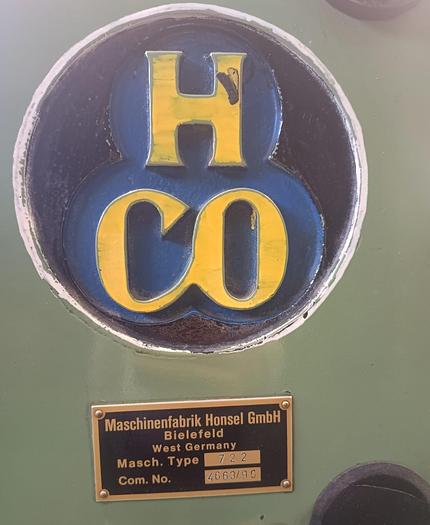 H
CO
Maschinenfabrik Honsel GmbH
Bielefeld
West Germany
Masch. Type 722
Com. No.